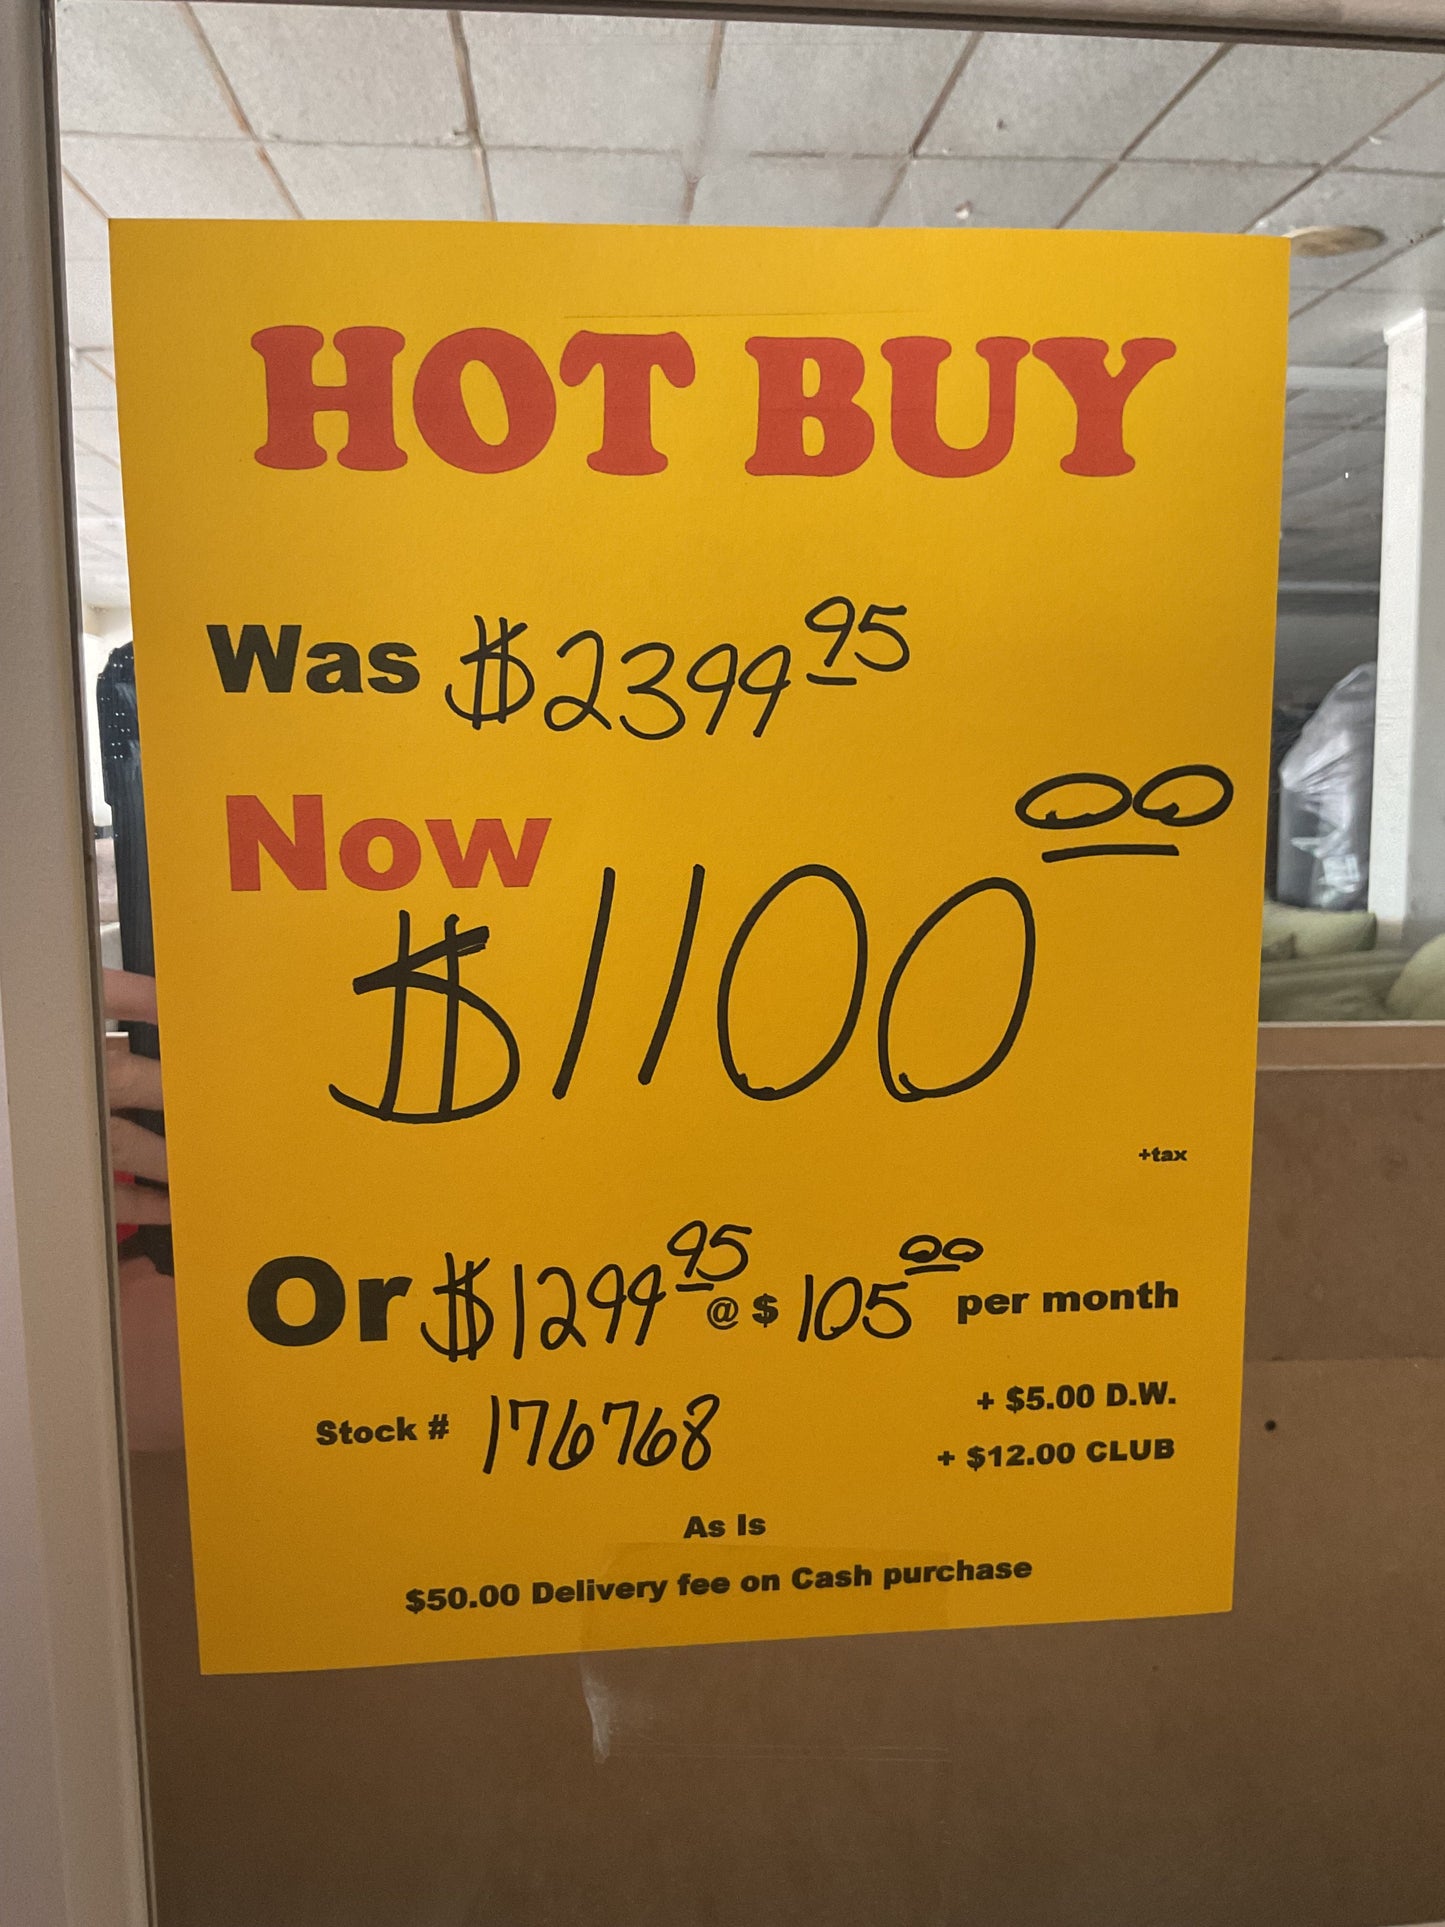 HOT BUY
Was $2399 95
Now
$1100 00
+tax
Or $1299 95 @ $ 105 00 per month
Stock # 176768
+ $5.00 D.W.
+ $12.00 CLUB
As Is
$50.00 Delivery fee on Cash purchase